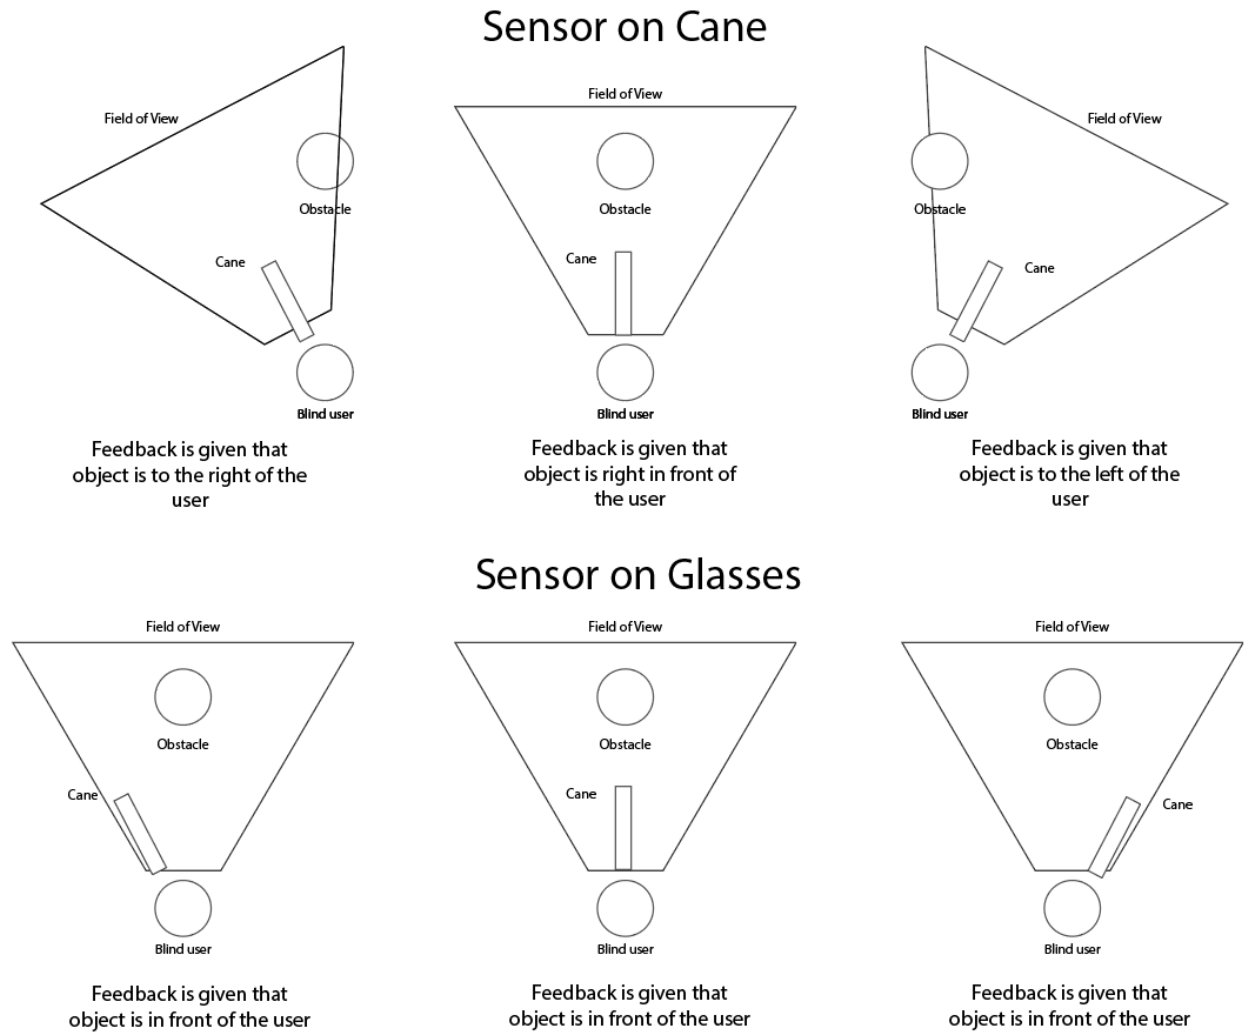 Sensor on Cane
Field of View
Obstacle
Cane
Blind user
Feedback is given that
object is to the right of the
user
Field of View
Obstacle
Cane
Blind user
Feedback is given that
object is right in front of
the user
Field of View
Obstacle
Cane
Blind user
Feedback is given that
object is to the left of the
user
Sensor on Glasses
Field of View
Obstacle
Cane
Blind user
Feedback is given that
object is in front of the user
Field of View
Obstacle
Cane
Blind user
Feedback is given that
object is in front of the user
Field of View
Obstacle
Cane
Blind user
Feedback is given that
object is in front of the user